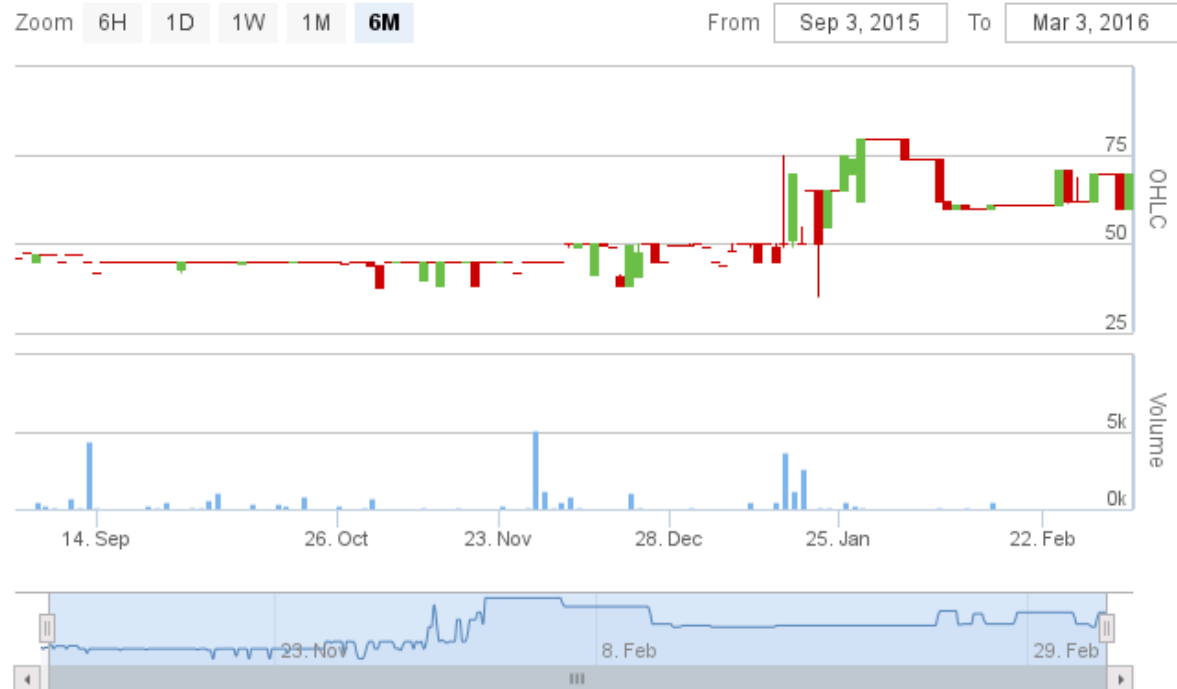 Zoom 6H 1D 1W 1M 6M From Sep 3, 2015 To Mar 3, 2016
75
OHLC
50
25
5k
Volume
0k
14. Sep 26. Oct 23. Nov 28. Dec 25. Jan 22. Feb
23. Nov 8. Feb 29. Feb